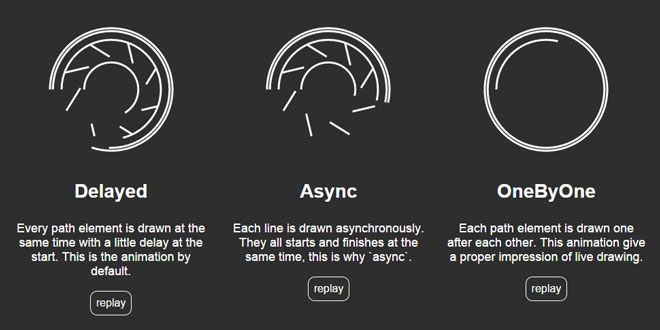 Delayed
Every path element is drawn at the
same time with a little delay at the
start. This is the animation by
default.
replay
Async
Each line is drawn asynchronously.
They all starts and finishes at the
same time, this is why `async`.
replay
OneByOne
Each path element is drawn one
after each other. This animation give
a proper impression of live drawing.
replay